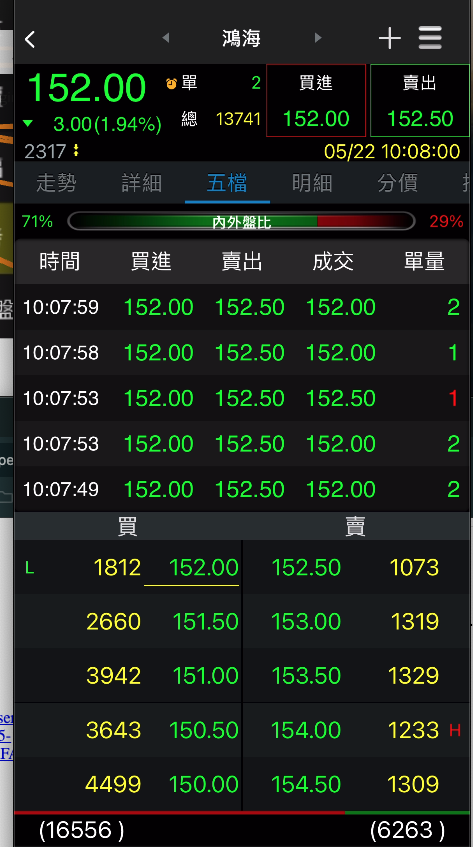 鴻海
152.00 單 2 買進 賣出
3.00(1.94%) 總 13741 152.00 152.50
2317 05/22 10:08:00
走勢 詳細 五檔 明細 分價
71% 內外盤比 29%
時間 買進 賣出 成交 單量
10:07:59 152.00 152.50 152.00 2
10:07:58 152.00 152.50 152.00 1
10:07:53 152.00 152.50 152.50 1
10:07:53 152.00 152.50 152.00 2
10:07:49 152.00 152.50 152.00 2
買 賣
L 1812 152.00 152.50 1073
2660 151.50 153.00 1319
3942 151.00 153.50 1329
3643 150.50 154.00 1233 H
4499 150.00 154.50 1309
(16556 ) (6263 )